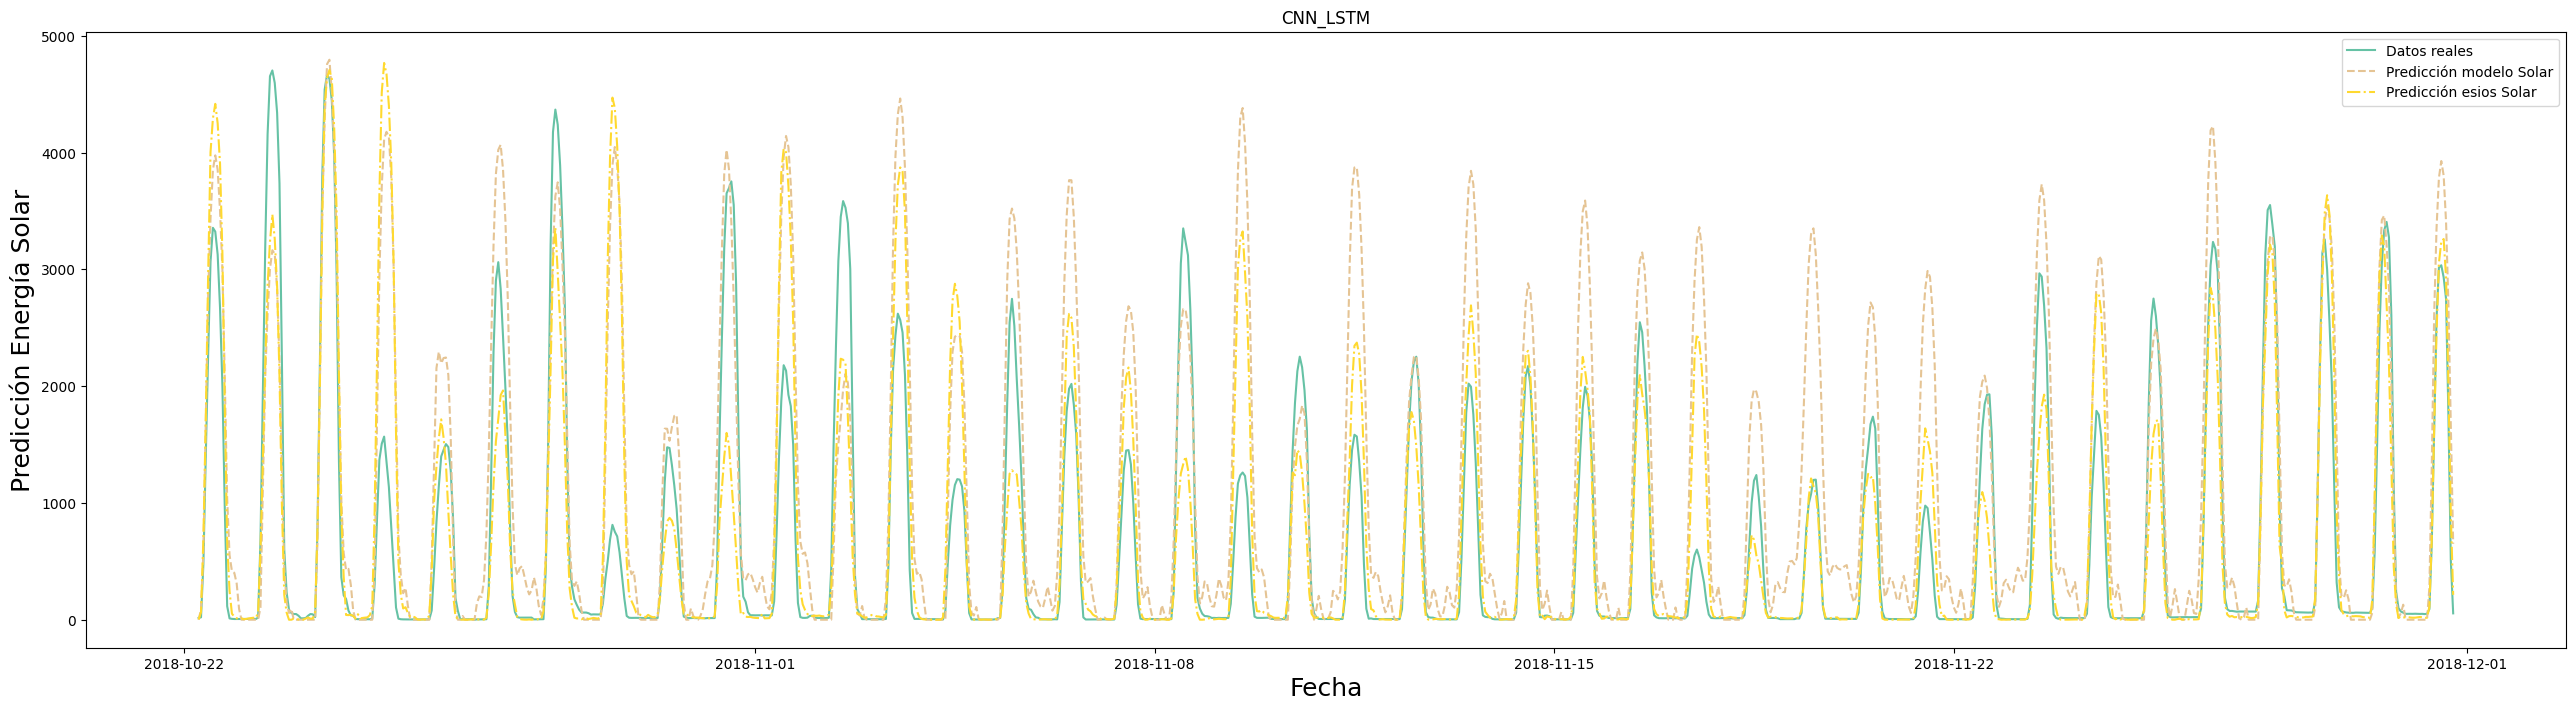 CNN_LSTM
Datos reales
Predicción modelo Solar
Predicción esios Solar
Predicción Energía Solar
5000
4000
3000
2000
1000
0
2018-10-22
2018-11-01
2018-11-08
2018-11-15
2018-11-22
2018-12-01
Fecha